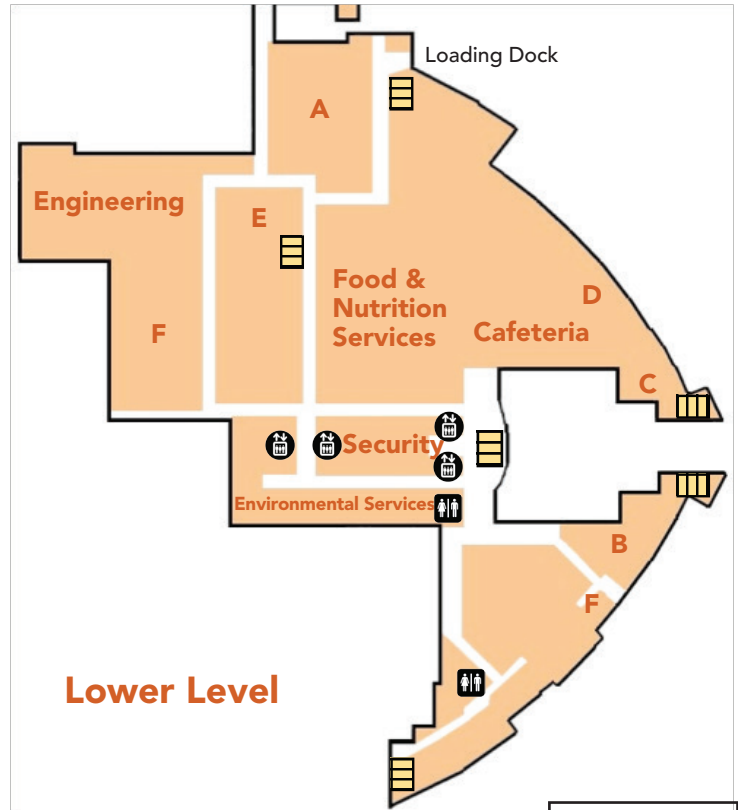 Loading Dock
A
Engineering
E
Food &
Nutrition
Services
D
Cafeteria
F
C
Security
Environmental Services
B
F
Lower Level